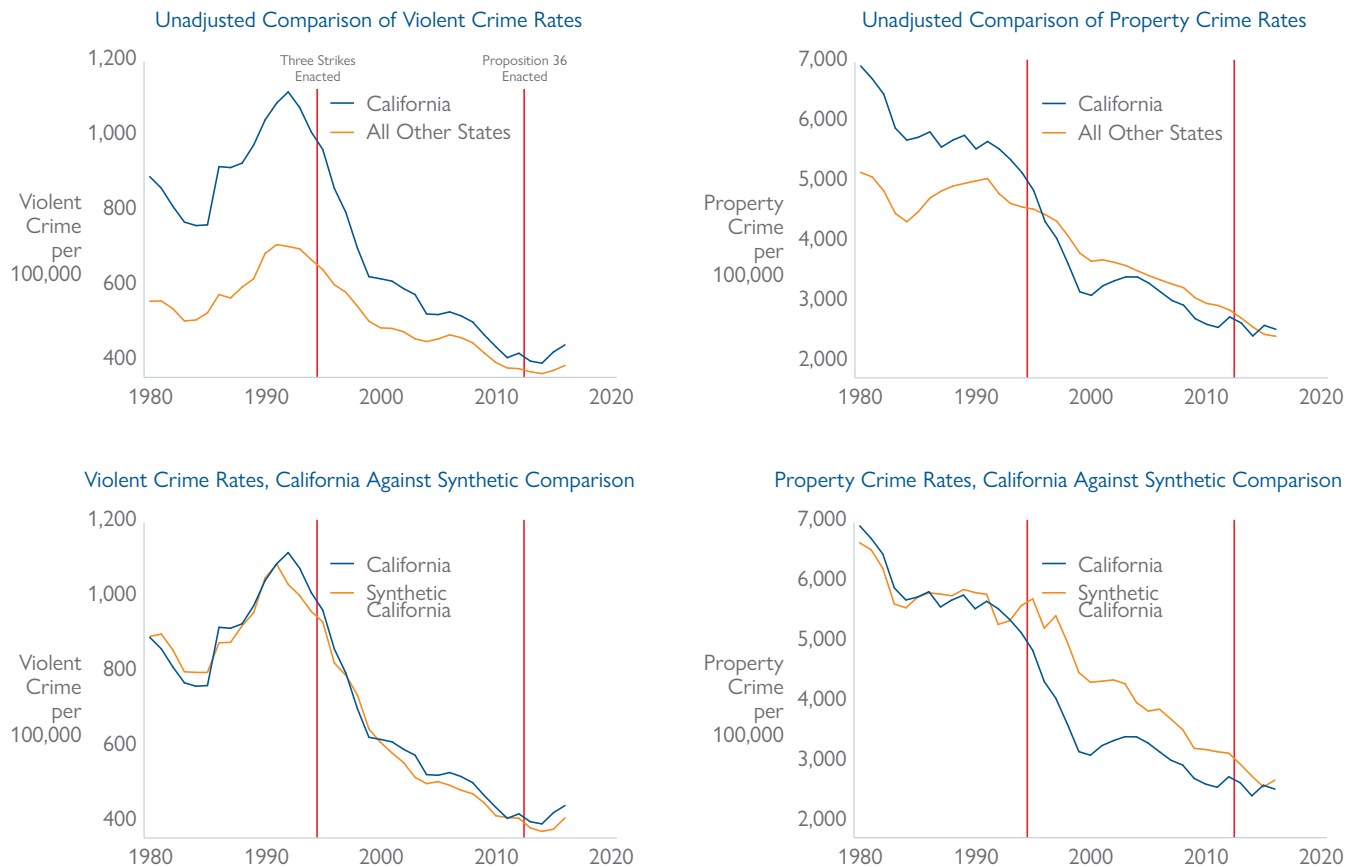 Unadjusted Comparison of Violent Crime Rates
1,200
1,000
800
600
400
Violent
Crime
per
100,000
Three Strikes
Enacted
Proposition 36
Enacted
California
All Other States
1980
1990
2000
2010
2020
Unadjusted Comparison of Property Crime Rates
7,000
6,000
5,000
4,000
3,000
2,000
Property
Crime
per
100,000
California
All Other States
1980
1990
2000
2010
2020
Violent Crime Rates, California Against Synthetic Comparison
1,200
1,000
800
600
400
Violent
Crime
per
100,000
California
Synthetic
California
1980
1990
2000
2010
2020
Property Crime Rates, California Against Synthetic Comparison
7,000
6,000
5,000
4,000
3,000
2,000
Property
Crime
per
100,000
California
Synthetic
California
1980
1990
2000
2010
2020